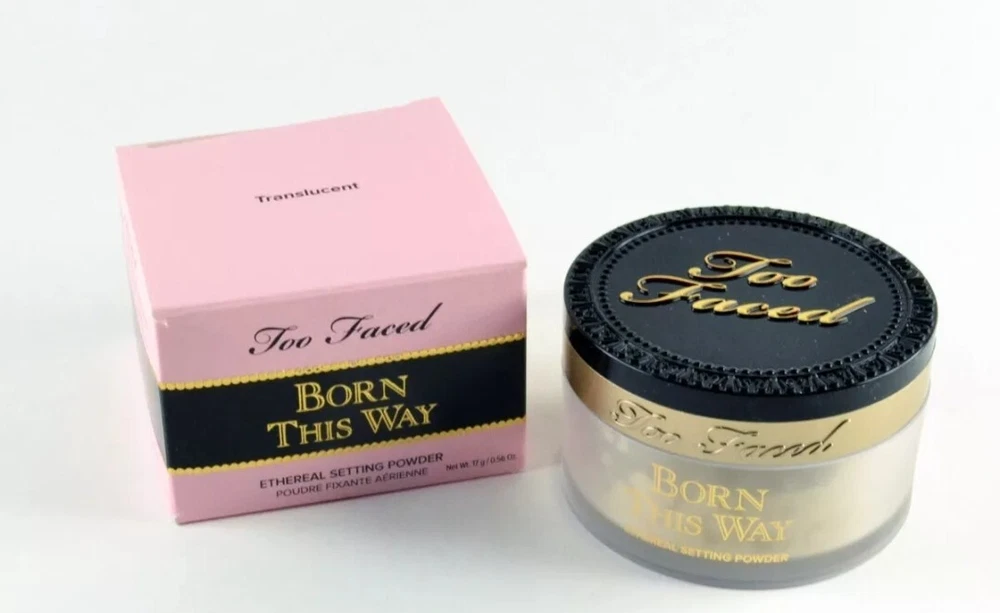 Translucent
Too Faced
BORN
THIS WAY
ETHEREAL SETTING POWDER
POUDRE FIXANTE AÉRIENNE
Net Wt. 17 g / 0.56 Oz.
Too
Faced
Too Faced
BORN
THIS WAY
ETHEREAL SETTING POWDER